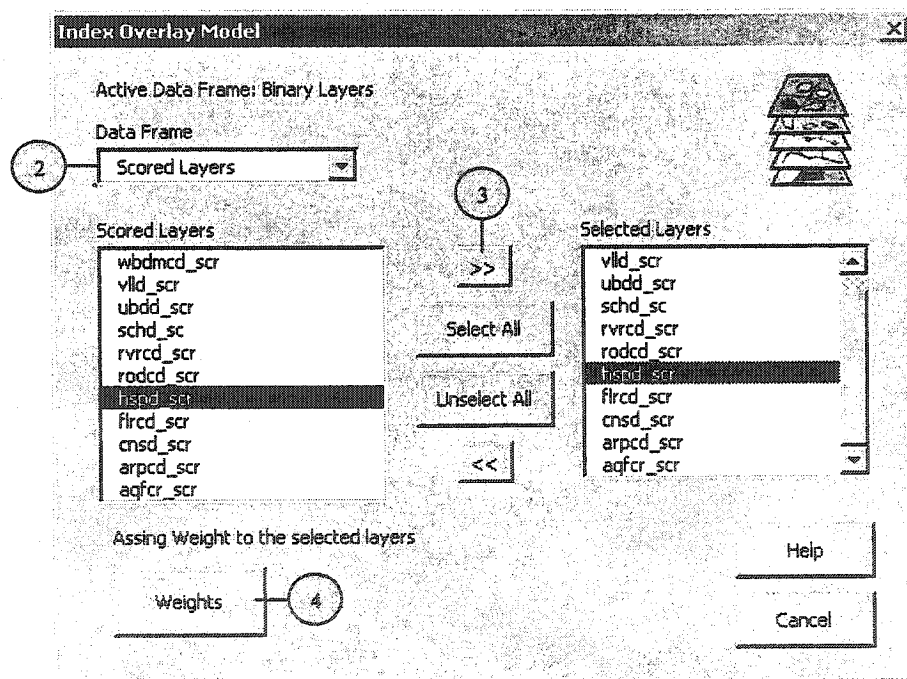 Index Overlay Model
Active Data Frame: Binary Layers
Data Frame
2
Scored Layers
3
Scored Layers
wbdmcd_scr
vlld_scr
ubdd_scr
schd_sc
rvrcd_scr
rodcd_scr
hspd_scr
flrcd_scr
cnsd_scr
arpcd_scr
aqfcr_scr
>>
Select All
Unselect All
<<
Selected Layers
vlld_scr
ubdd_scr
schd_sc
rvrcd_scr
rodcd_scr
hspd_scr
flrcd_scr
cnsd_scr
arpcd_scr
aqfcr_scr
Assing Weight to the selected layers
Weights
4
Help
Cancel